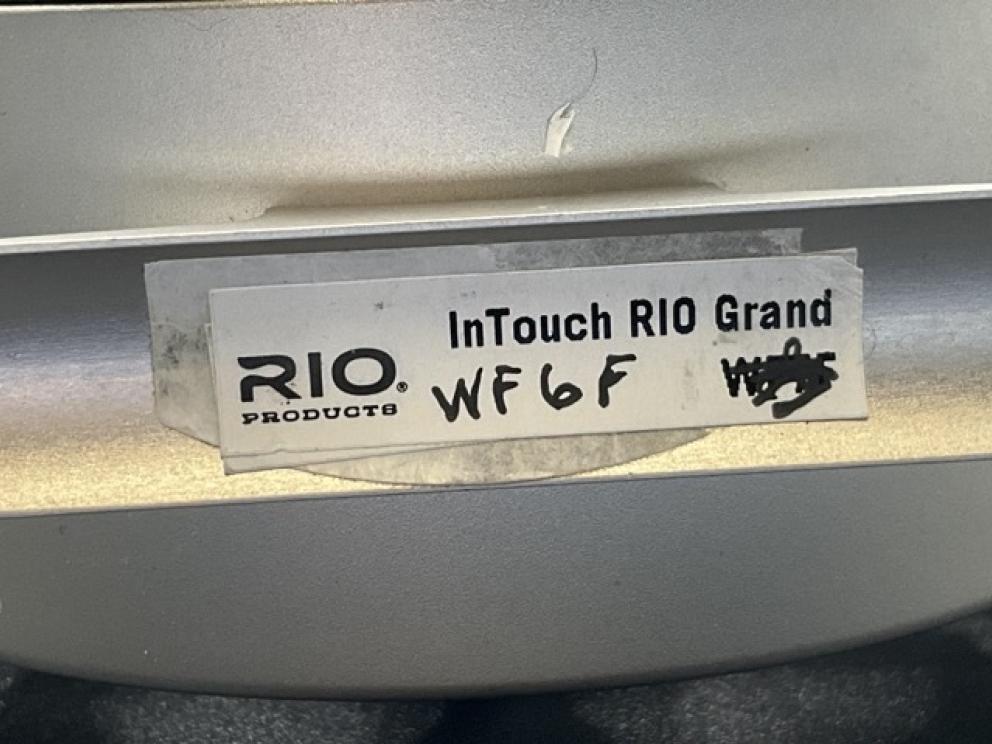 InTouch RIO Grand
RIO® WF6F
PRODUCTS